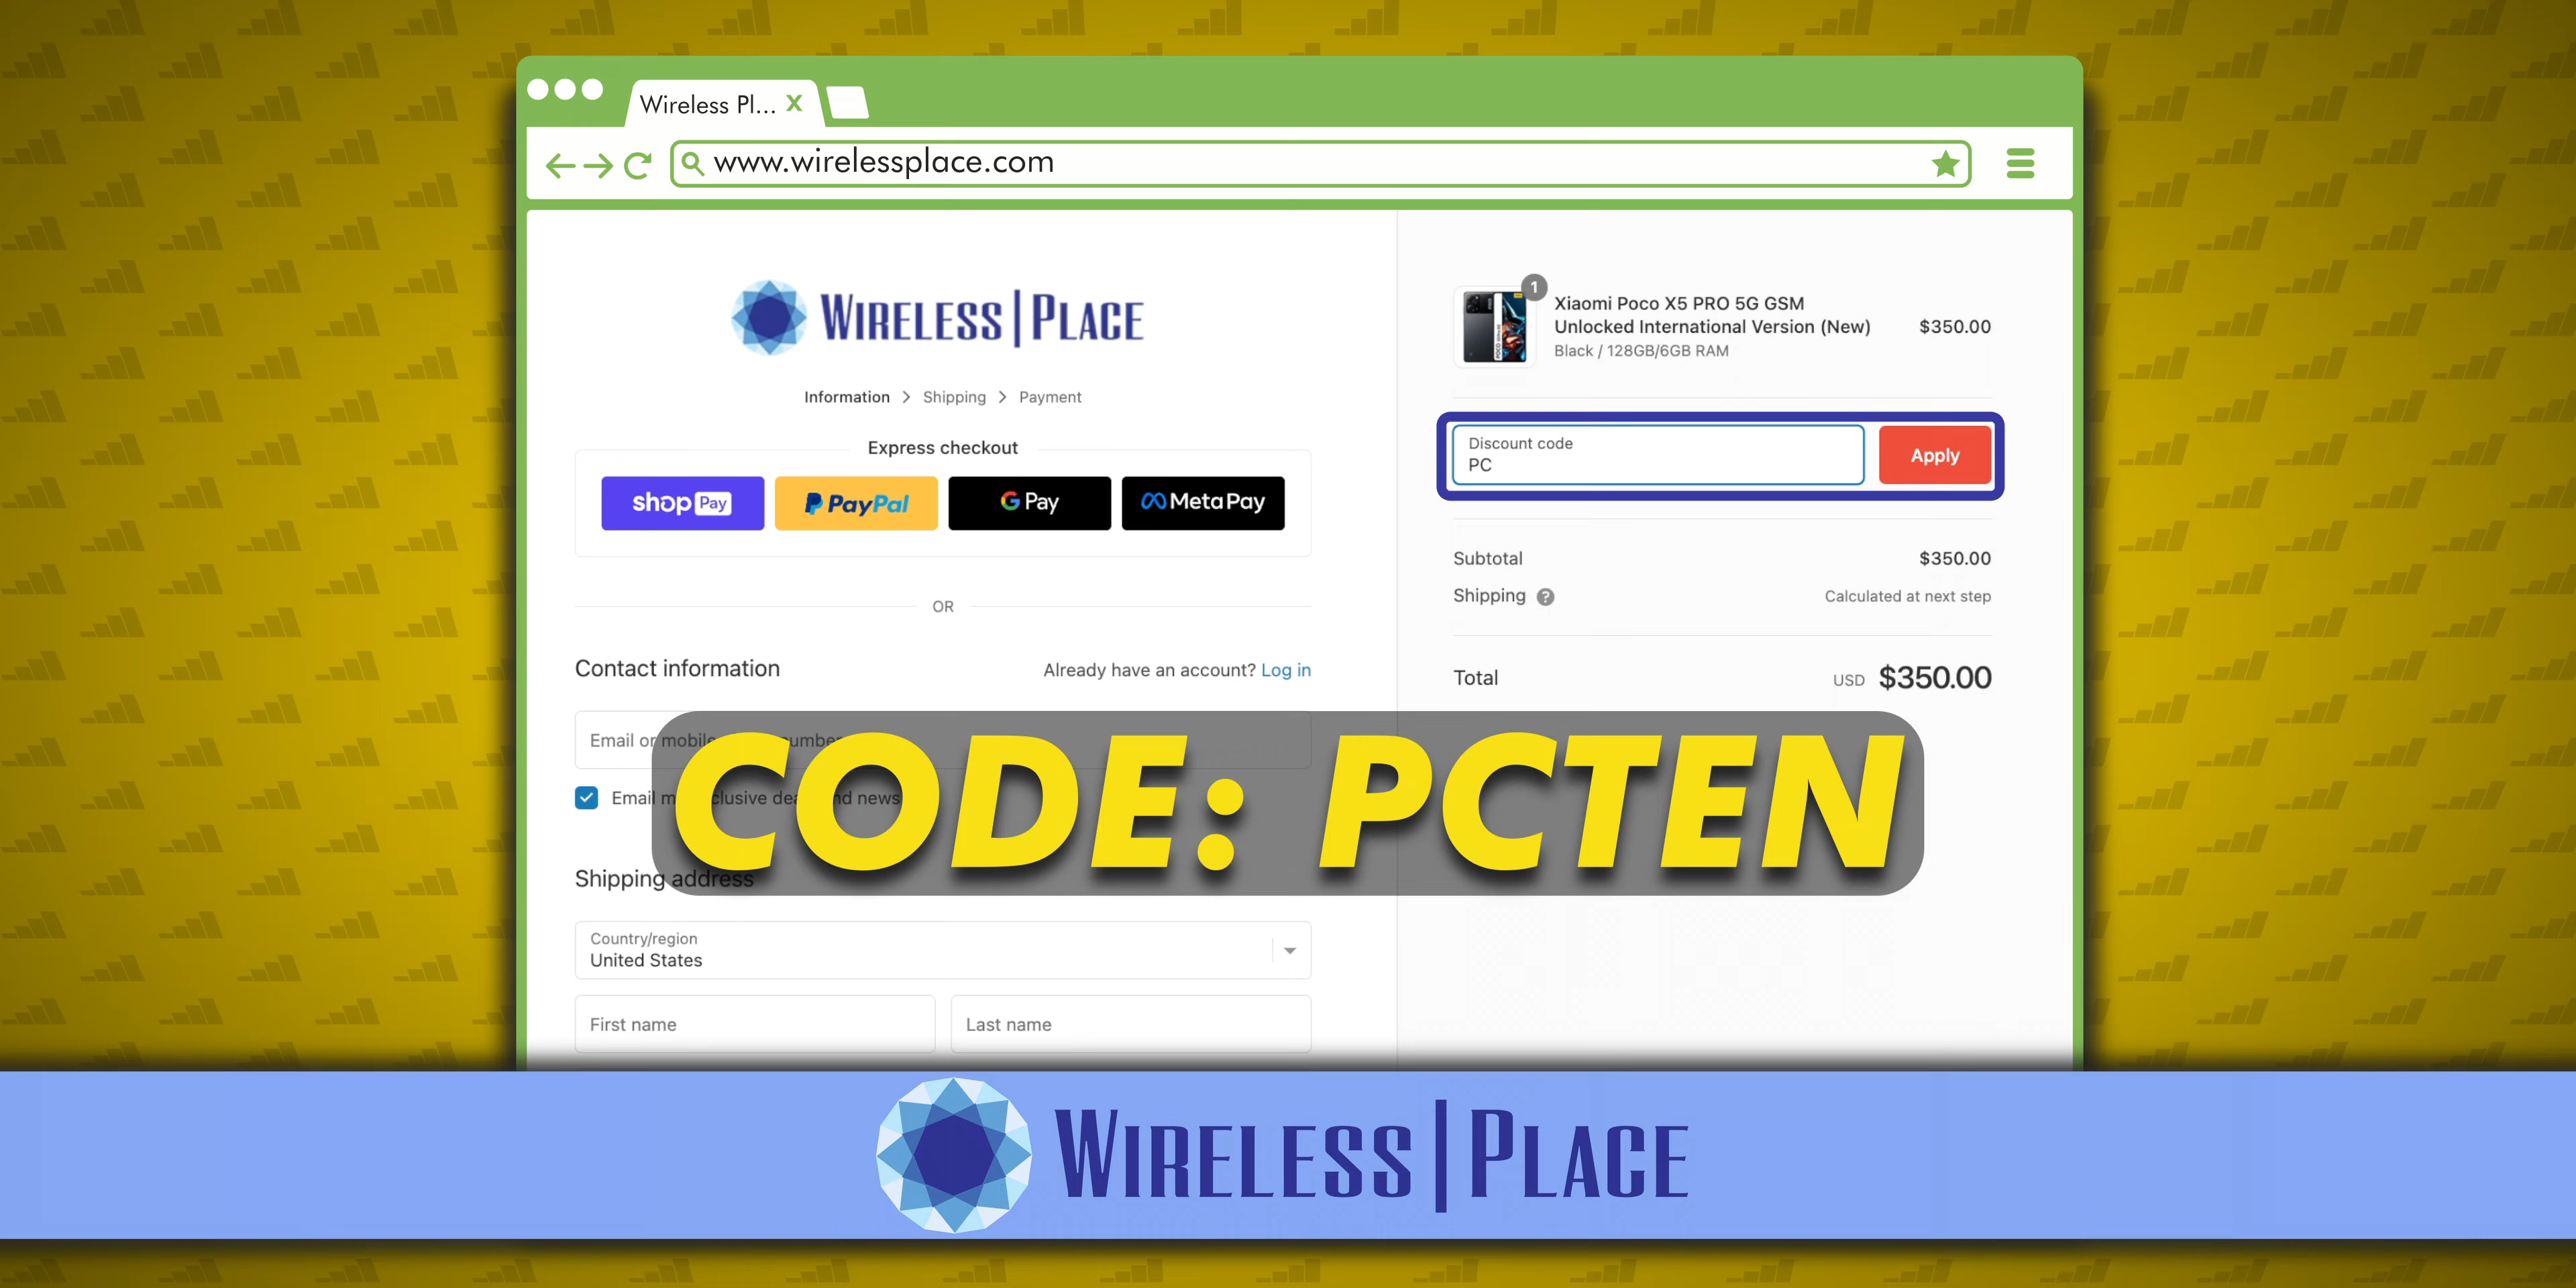 Wireless Pl... X
www.wirelessplace.com
WIRELESS|PLACE
Information > Shipping > Payment
Express checkout
shop Pay
PayPal
G Pay
Meta Pay
OR
Contact information
Already have an account? Log in
Email or mobile
Email
Shipping address
Country/region
United States
First name
Last name
1
Xiaomi Poco X5 PRO 5G GSM
Unlocked International Version (New)
$350.00
Black / 128GB/6GB RAM
Discount code
PC
Apply
Subtotal
$350.00
Shipping ?
Calculated at next step
Total
USD $350.00
CODE: PCTEN
WIRELESS|PLACE